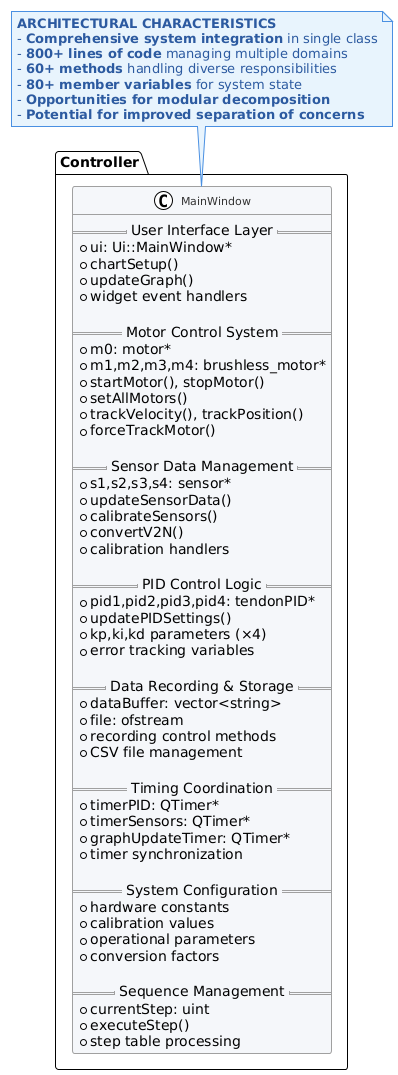 ARCHITECTURAL CHARACTERISTICS
- Comprehensive system integration in single class
- 800+ lines of code managing multiple domains
- 60+ methods handling diverse responsibilities
- 80+ member variables for system state
- Opportunities for modular decomposition
- Potential for improved separation of concerns
Controller
C MainWindow
User Interface Layer
ui: Ui::MainWindow*
chartSetup()
updateGraph()
widget event handlers
Motor Control System
m0: motor*
m1,m2,m3,m4: brushless_motor*
startMotor(), stopMotor()
setAllMotors()
trackVelocity(), trackPosition()
forceTrackMotor()
Sensor Data Management
s1,s2,s3,s4: sensor*
updateSensorData()
calibrateSensors()
convertV2N()
calibration handlers
PID Control Logic
pid1,pid2,pid3,pid4: tendonPID*
updatePIDSettings()
kp,ki,kd parameters (×4)
error tracking variables
Data Recording & Storage
dataBuffer: vector<string>
file: ofstream
recording control methods
CSV file management
Timing Coordination
timerPID: QTimer*
timerSensors: QTimer*
graphUpdateTimer: QTimer*
timer synchronization
System Configuration
hardware constants
calibration values
operational parameters
conversion factors
Sequence Management
currentStep: uint
executeStep()
step table processing